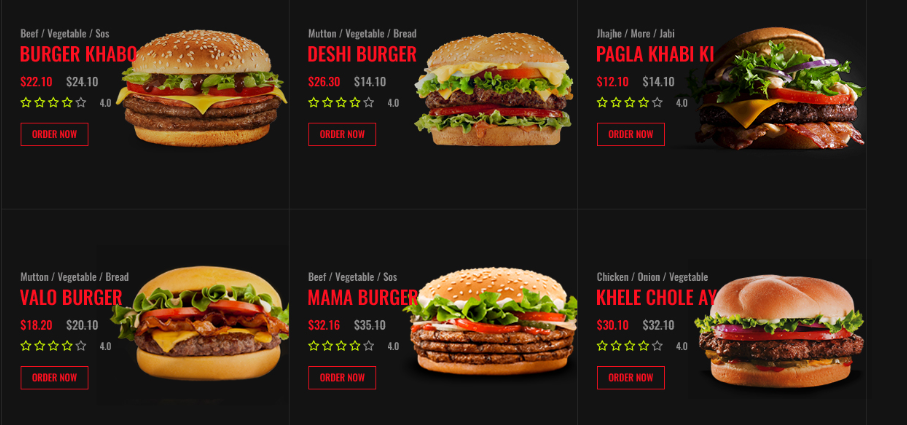 Beef / Vegetable / Sos
BURGER KHABO
$22.10 $24.10
4.0
ORDER NOW
Mutton / Vegetable / Bread
DESHI BURGER
$26.30 $14.10
4.0
ORDER NOW
Jhajhe / More / Jabi
PAGLA KHABI KI
$12.10 $14.10
4.0
ORDER NOW
Mutton / Vegetable / Bread
VALO BURGER
$18.20 $20.10
4.0
ORDER NOW
Beef / Vegetable / Sos
MAMA BURGER
$32.16 $35.10
4.0
ORDER NOW
Chicken / Onion / Vegetable
KHELE CHOLE AY
$30.10 $32.10
4.0
ORDER NOW